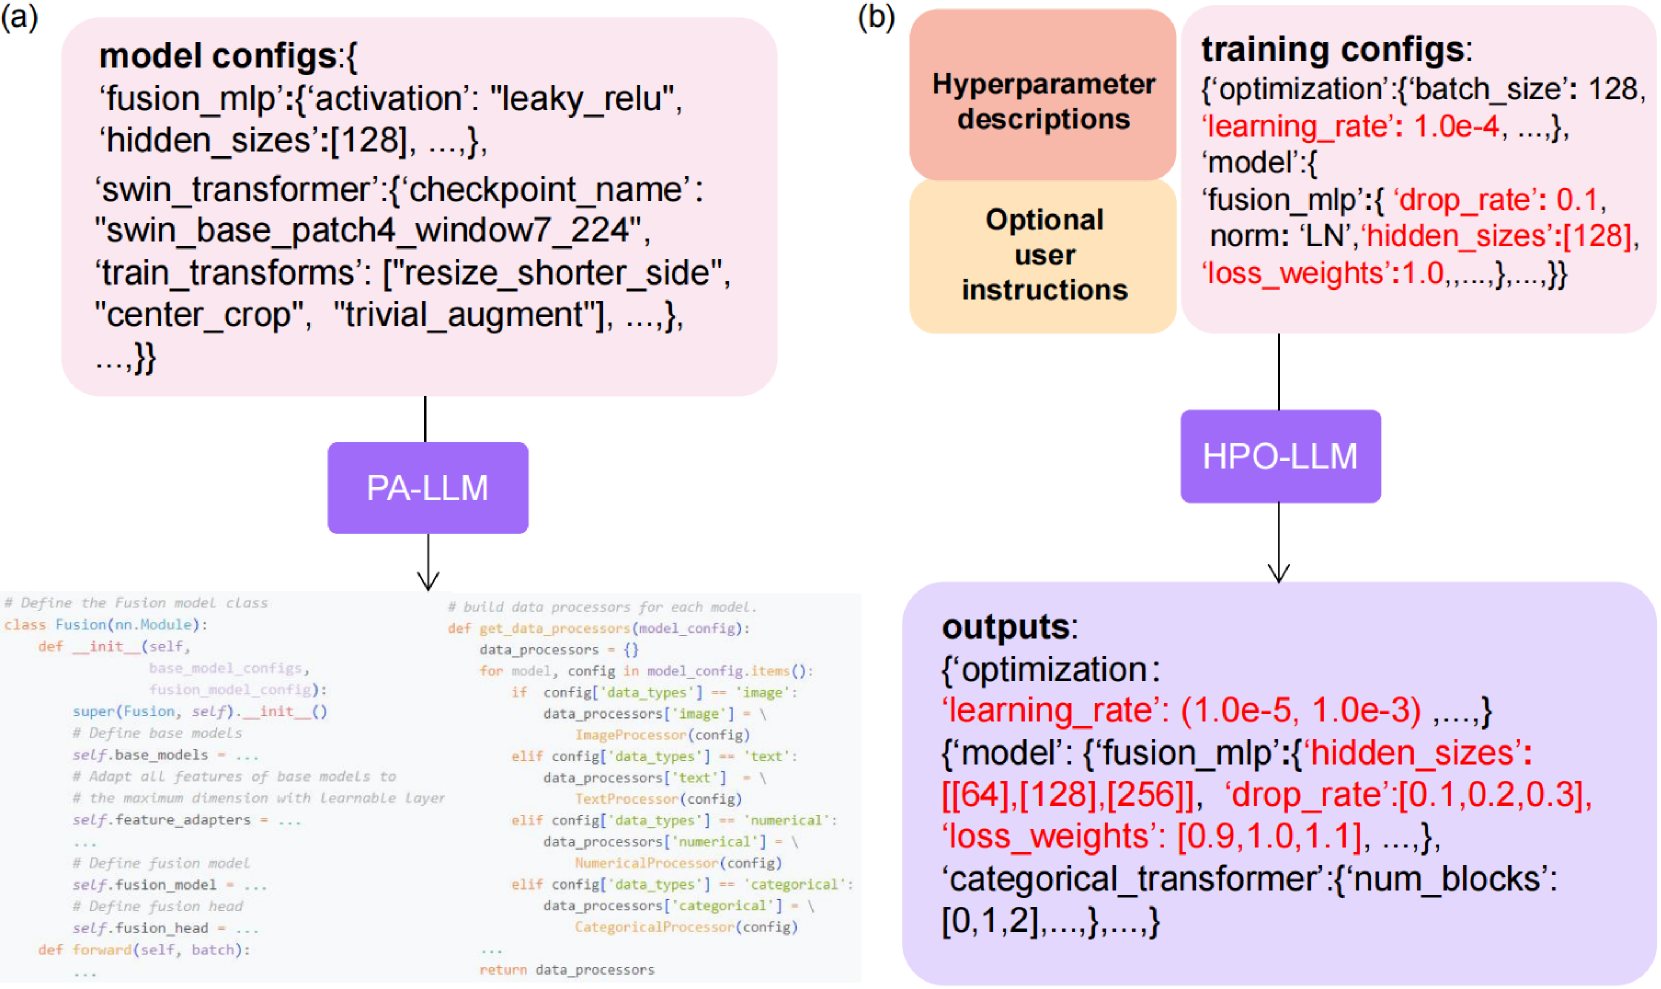 (a)
model configs:{
‘fusion_mlp’:{‘activation’: "leaky_relu",
‘hidden_sizes’:[128], ...,},
‘swin_transformer’:{‘checkpoint_name’:
"swin_base_patch4_window7_224",
‘train_transforms’: ["resize_shorter_side",
"center_crop", "trivial_augment"], ...,},
...,}}
PA-LLM
# Define the Fusion model class
class Fusion(nn.Module):
def __init__(self,
base_model_configs,
fusion_model_config):
super(Fusion, self).__init__()
# Define base models
self.base_models = ...
# Adapt all features of base models to
# the maximum dimension with learnable layer
self.feature_adapters = ...
...
# Define fusion model
self.fusion_model = ...
# Define fusion head
self.fusion_head = ...
def forward(self, batch):
...
# build data processors for each model.
def get_data_processors(model_config):
data_processors = {}
for model, config in model_config.items():
if config['data_types'] == 'image':
data_processors['image'] = \
ImageProcessor(config)
elif config['data_types'] == 'text':
data_processors['text'] = \
TextProcessor(config)
elif config['data_types'] == 'numerical':
data_processors['numerical'] = \
NumericalProcessor(config)
elif config['data_types'] == 'categorical':
data_processors['categorical'] = \
CategoricalProcessor(config)
...
return data_processors
(b)
Hyperparameter
descriptions
Optional
user
instructions
training configs:
{‘optimization’:{‘batch_size’: 128,
‘learning_rate’: 1.0e-4, ...,},
‘model’:{
‘fusion_mlp’:{ ‘drop_rate’: 0.1,
norm: ‘LN’,‘hidden_sizes’:[128],
‘loss_weights’:1.0,,...,},...,}}
HPO-LLM
outputs:
{‘optimization:
‘learning_rate’: (1.0e-5, 1.0e-3) ,...,}
{‘model’: {‘fusion_mlp’:{‘hidden_sizes’:
[[64],[128],[256]], ‘drop_rate’:[0.1,0.2,0.3],
‘loss_weights’: [0.9,1.0,1.1], ...,},
‘categorical_transformer’:{‘num_blocks’:
[0,1,2],...,},...,}